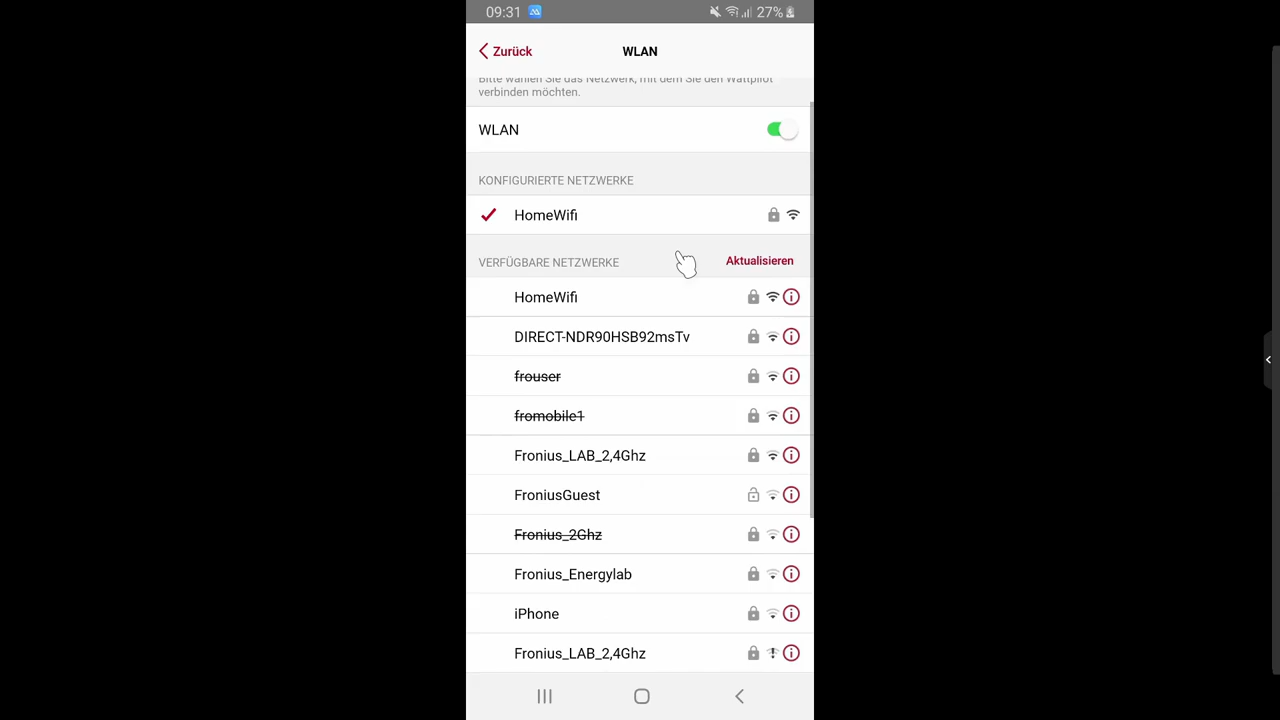 09:31
27%
Zurück
WLAN
Bitte wählen Sie das Netzwerk, mit dem Sie den Wattpilot
verbinden möchten.
WLAN
KONFIGURIERTE NETZWERKE
HomeWifi
VERFÜGBARE NETZWERKE
Aktualisieren
HomeWifi
DIRECT-NDR90HSB92msTv
frouser
fromobile1
Fronius_LAB_2,4Ghz
FroniusGuest
Fronius_2Ghz
Fronius_Energylab
iPhone
Fronius_LAB_2,4Ghz